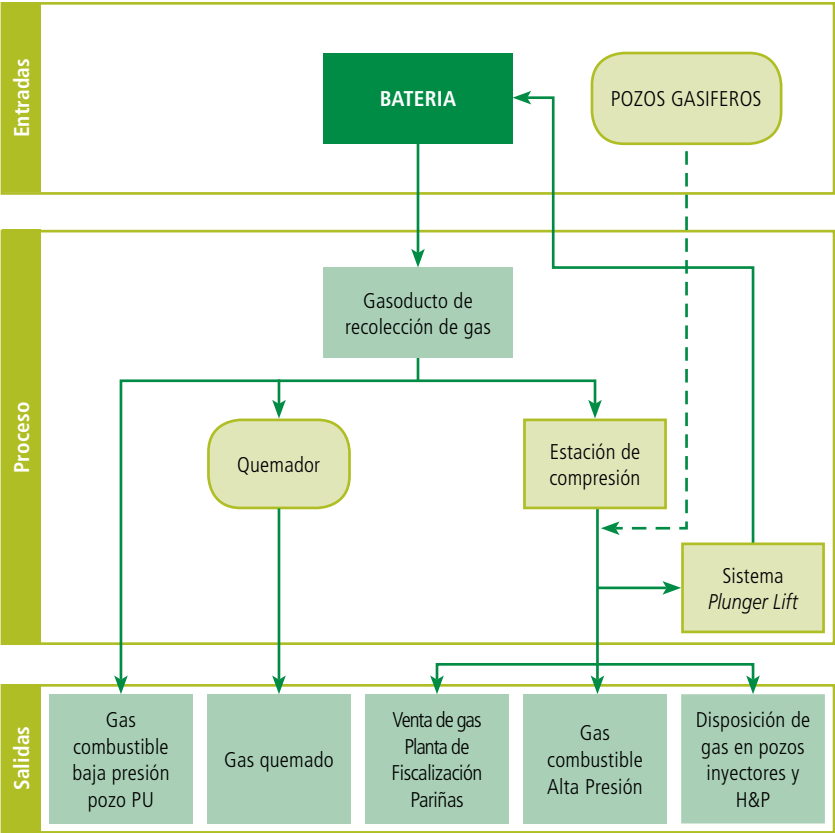 Entradas
BATERIA
POZOS GASIFEROS
Proceso
Gasoducto de
recolección de gas
Quemador
Estación de
compresión
Sistema
Plunger Lift
Salidas
Gas
combustible
baja presión
pozo PU
Gas quemado
Venta de gas
Planta de
Fiscalización
Pariñas
Gas
combustible
Alta Presión
Disposición de
gas en pozos
inyectores y
H&P